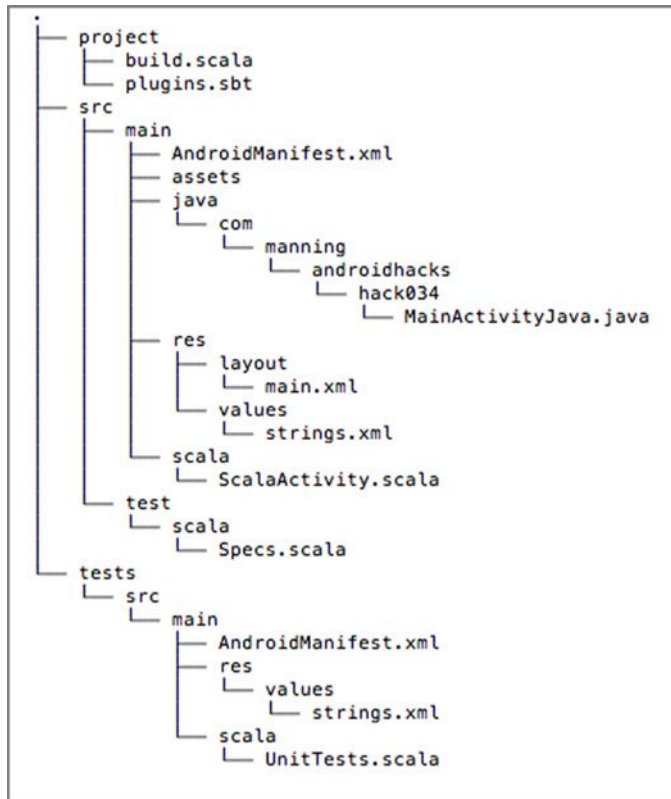 .
├── project
│   ├── build.scala
│   └── plugins.sbt
├── src
│   ├── main
│   │   ├── AndroidManifest.xml
│   │   ├── assets
│   │   ├── java
│   │   │   └── com
│   │   │       └── manning
│   │   │           └── androidhacks
│   │   │               └── hack034
│   │   │                   └── MainActivityJava.java
│   │   ├── res
│   │   │   ├── layout
│   │   │   │   └── main.xml
│   │   │   └── values
│   │   │       └── strings.xml
│   │   └── scala
│   │       └── ScalaActivity.scala
│   └── test
│       └── scala
│           └── Specs.scala
└── tests
    └── src
        └── main
            ├── AndroidManifest.xml
            ├── res
            │   └── values
            │       └── strings.xml
            └── scala
                └── UnitTests.scala